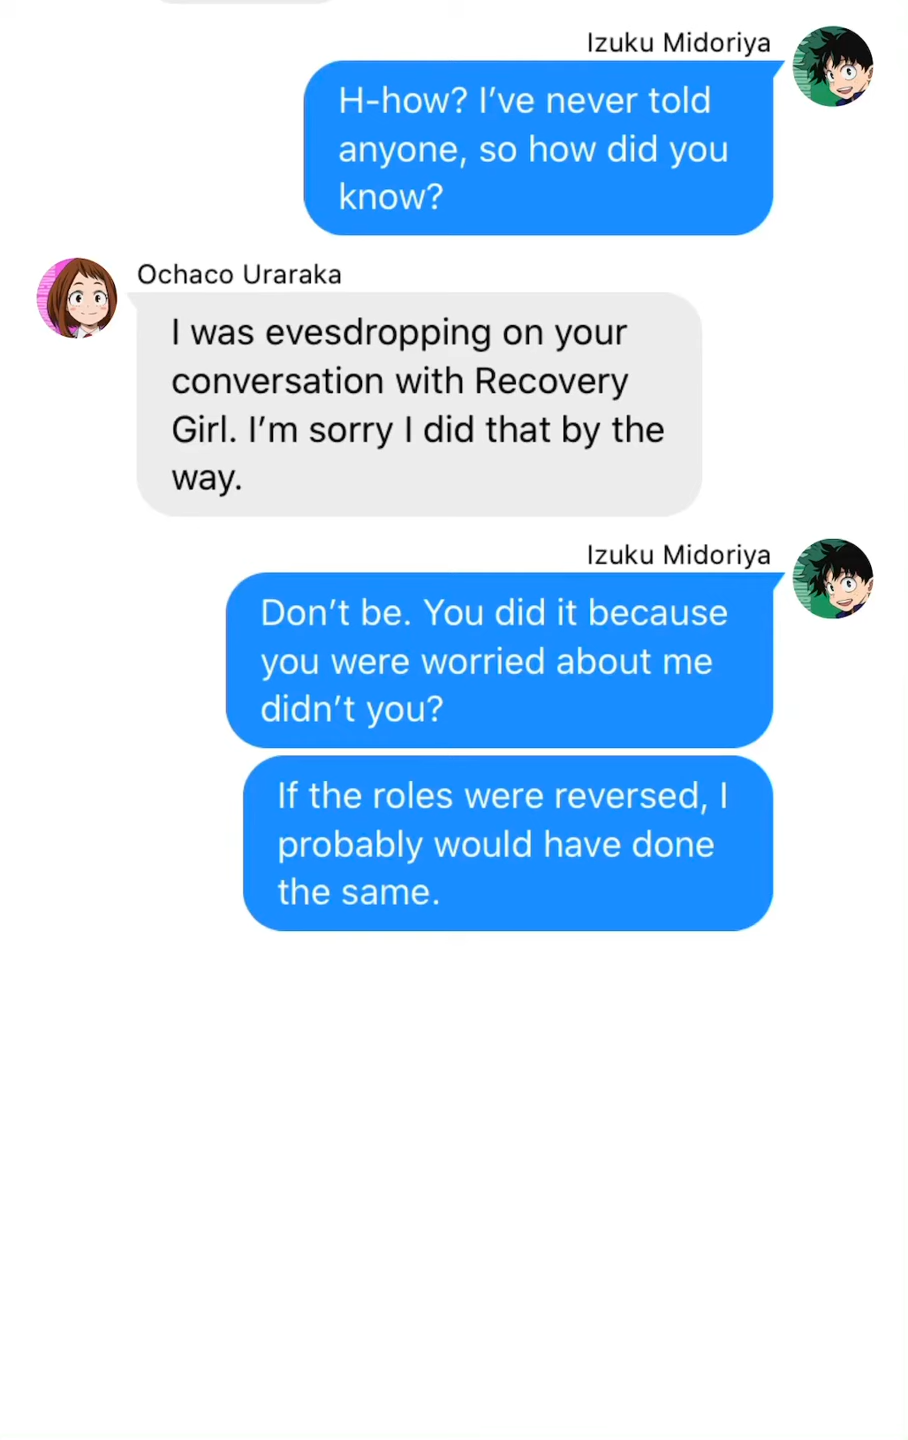 Izuku Midoriya
H-how? I’ve never told
anyone, so how did you
know?
Ochaco Uraraka
I was evesdropping on your
conversation with Recovery
Girl. I’m sorry I did that by the
way.
Izuku Midoriya
Don’t be. You did it because
you were worried about me
didn’t you?
If the roles were reversed, I
probably would have done
the same.